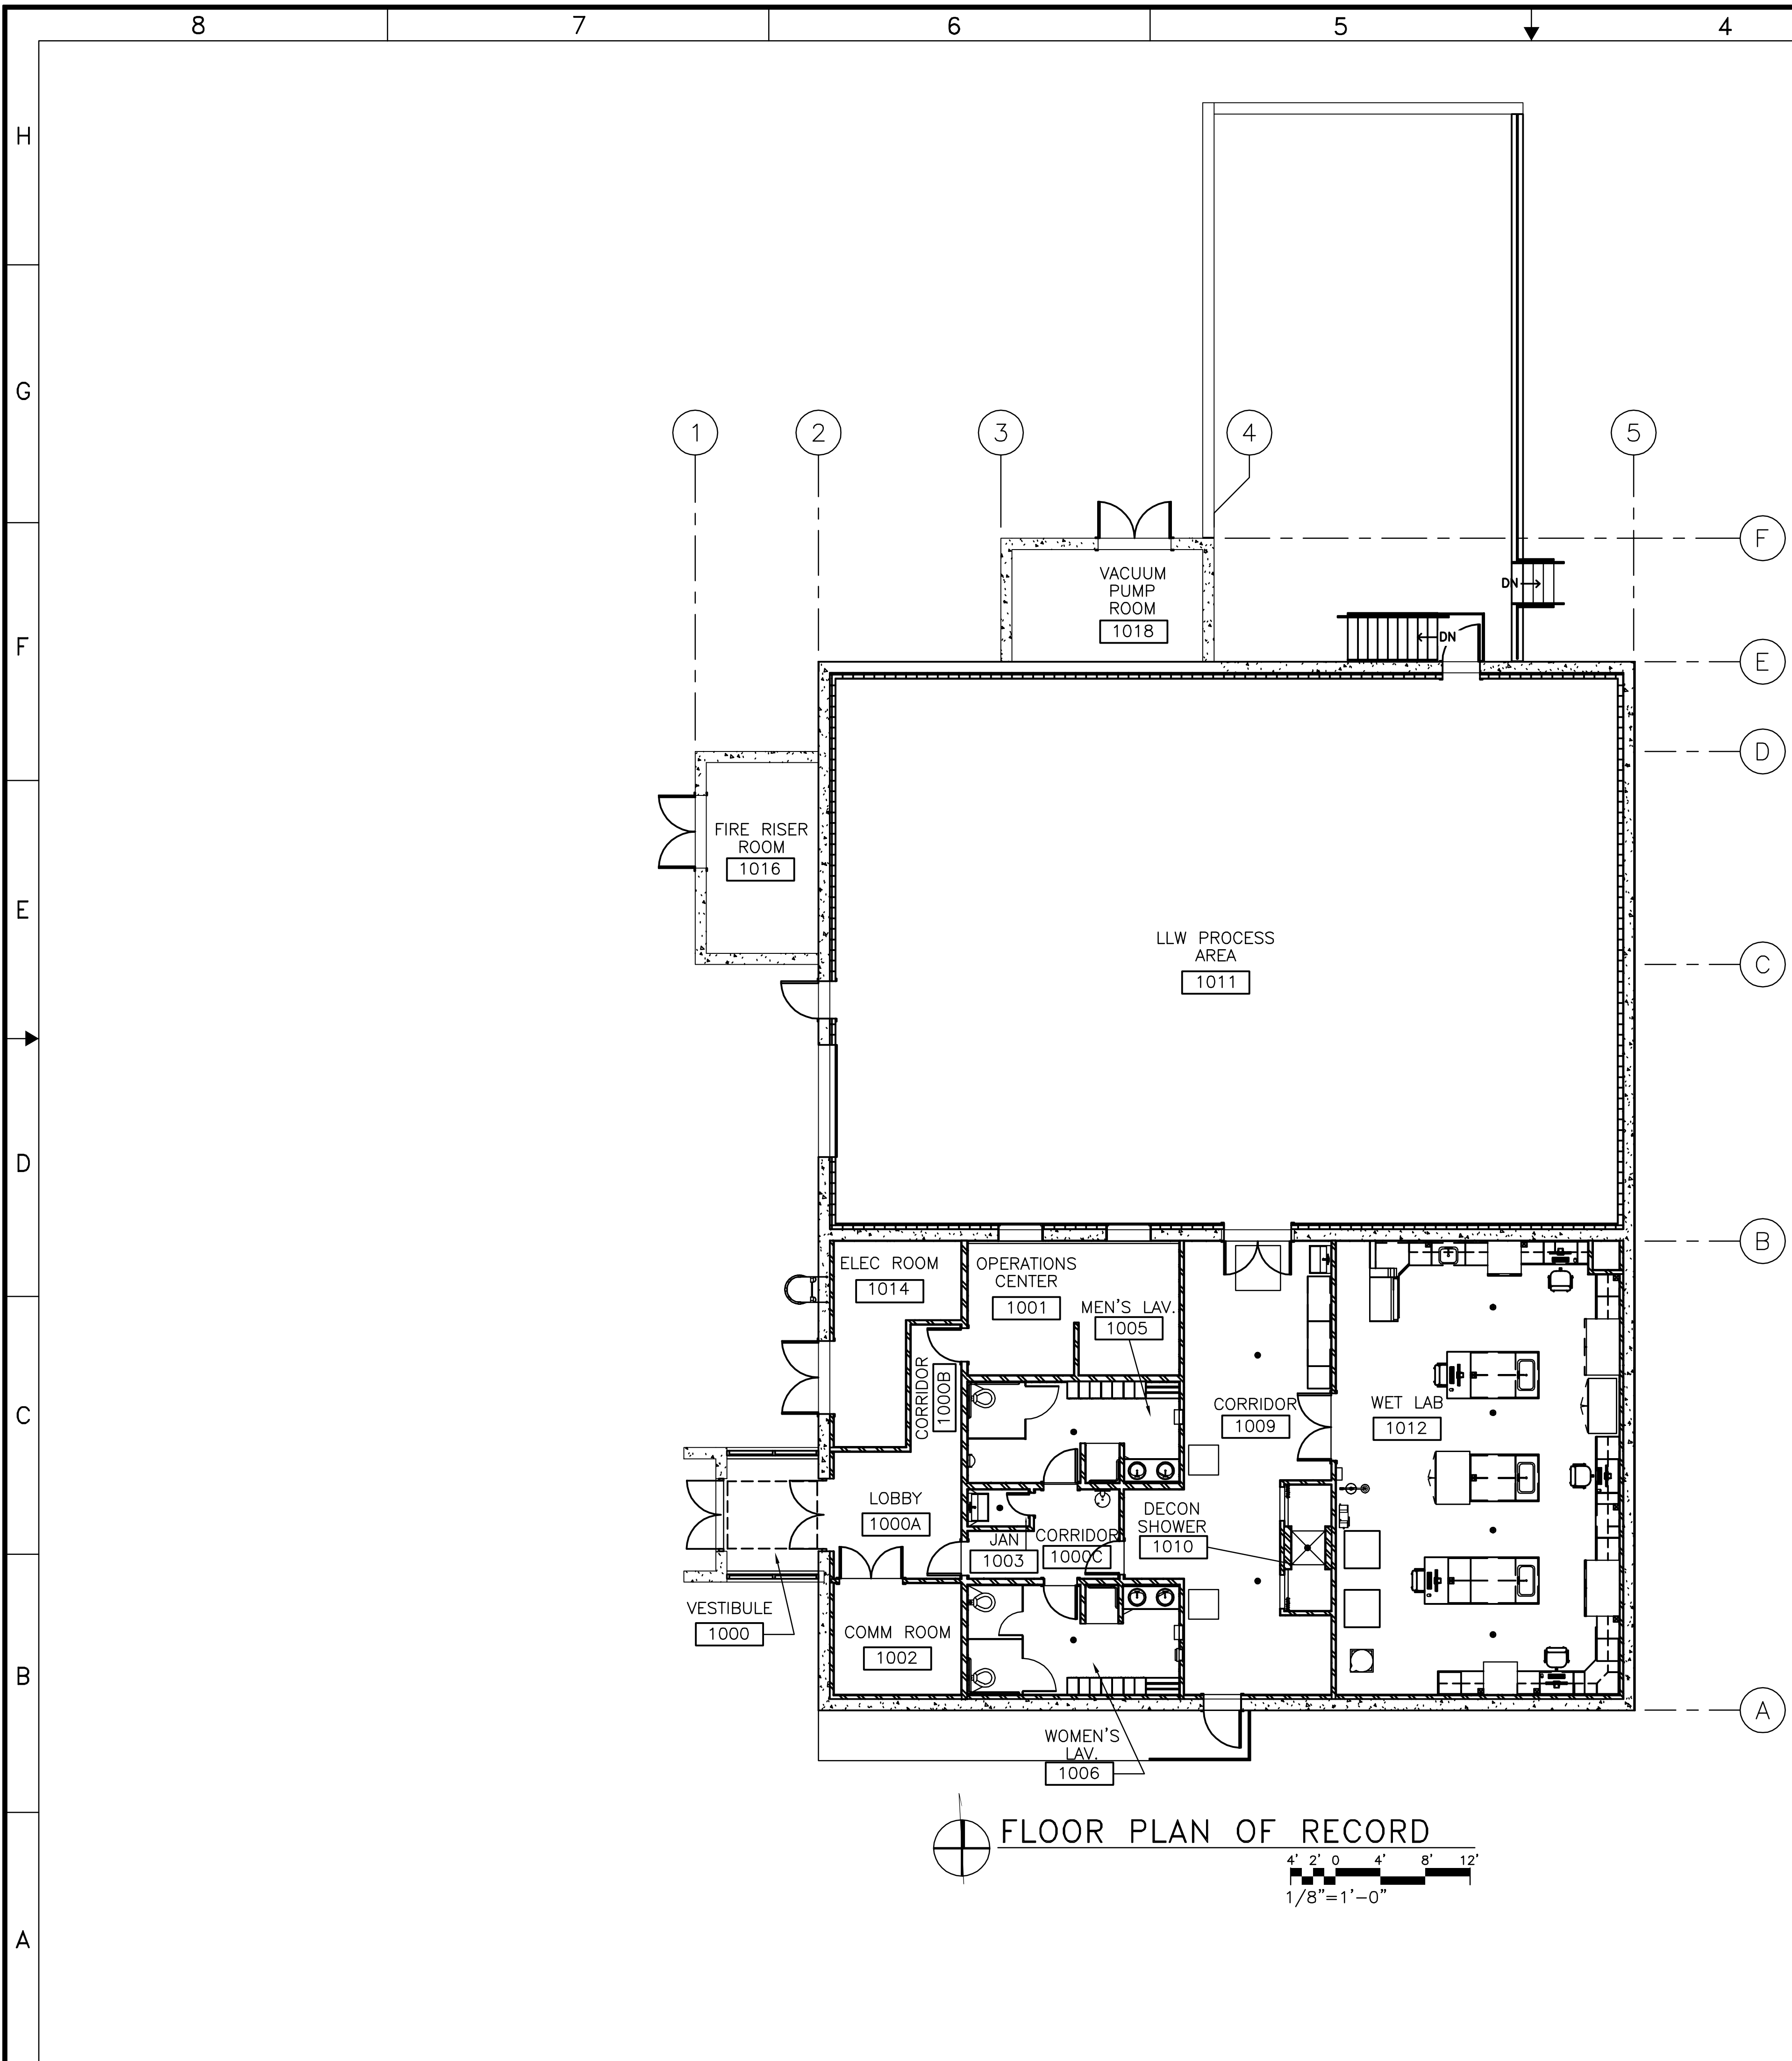 8 7 6 5 4
H
G
1 2 3 4 5
F
VACUUM
PUMP
ROOM
1018
DN
DN
F
E
D
FIRE RISER
ROOM
1016
E
LLW PROCESS
AREA
1011
C
D
B
ELEC ROOM
1014
OPERATIONS
CENTER
1001
MEN'S LAV.
1005
CORRIDOR
1000B
C
CORRIDOR
1009
WET LAB
1012
LOBBY
1000A
DECON
SHOWER
1010
JAN
1003
CORRIDOR
1000C
VESTIBULE
1000
COMM ROOM
1002
B
A
WOMEN'S
LAV.
1006
FLOOR PLAN OF RECORD
4' 2' 0 4' 8' 12'
1/8"=1'-0"
A